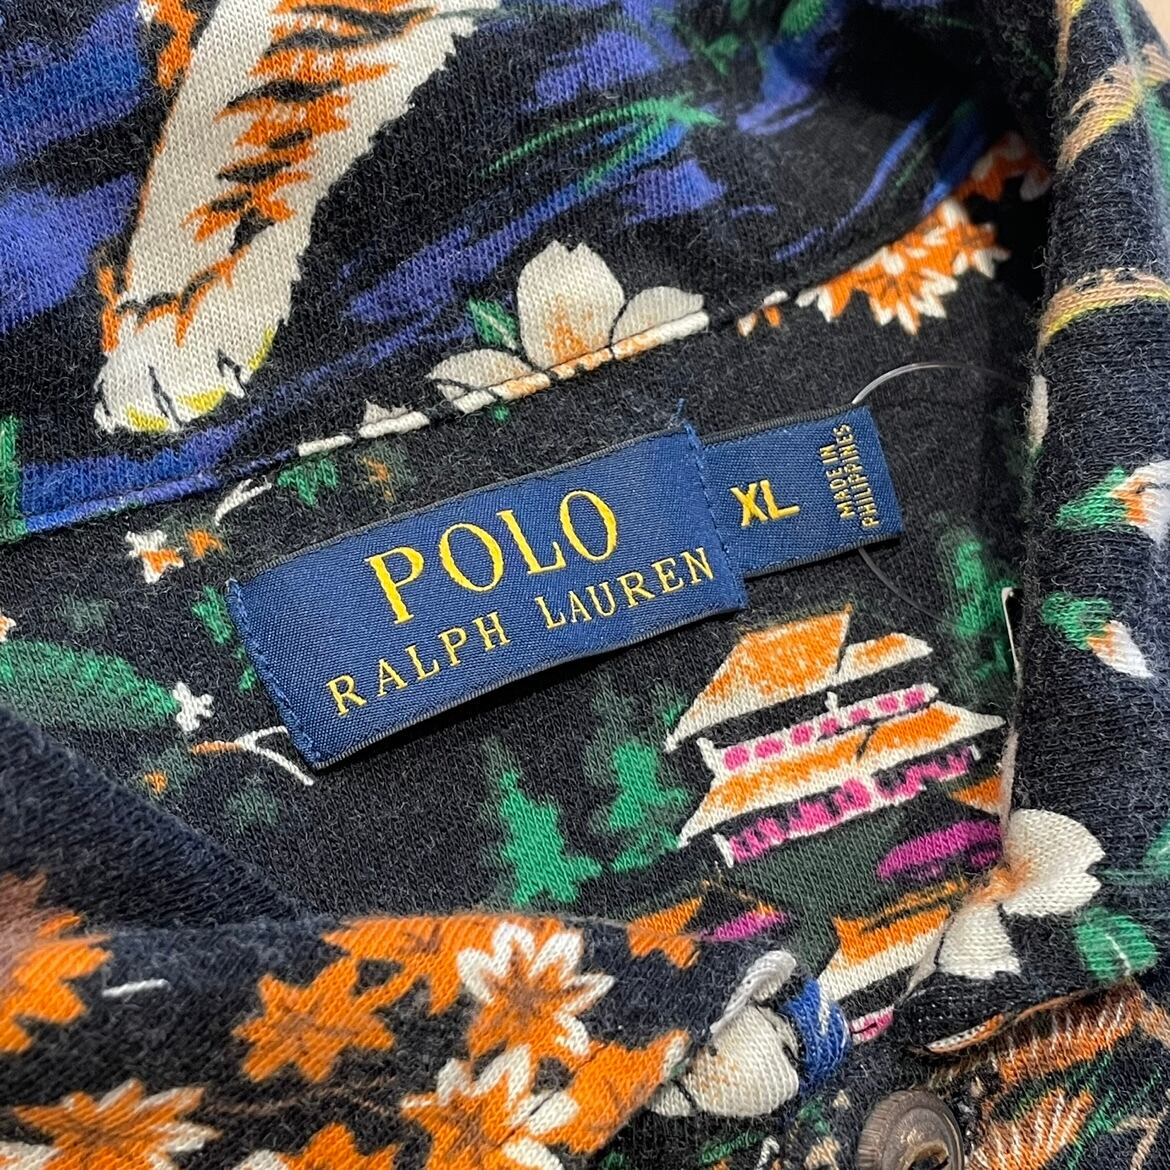 POLO
RALPH LAUREN
XL
MADE IN
PHILIPPINES